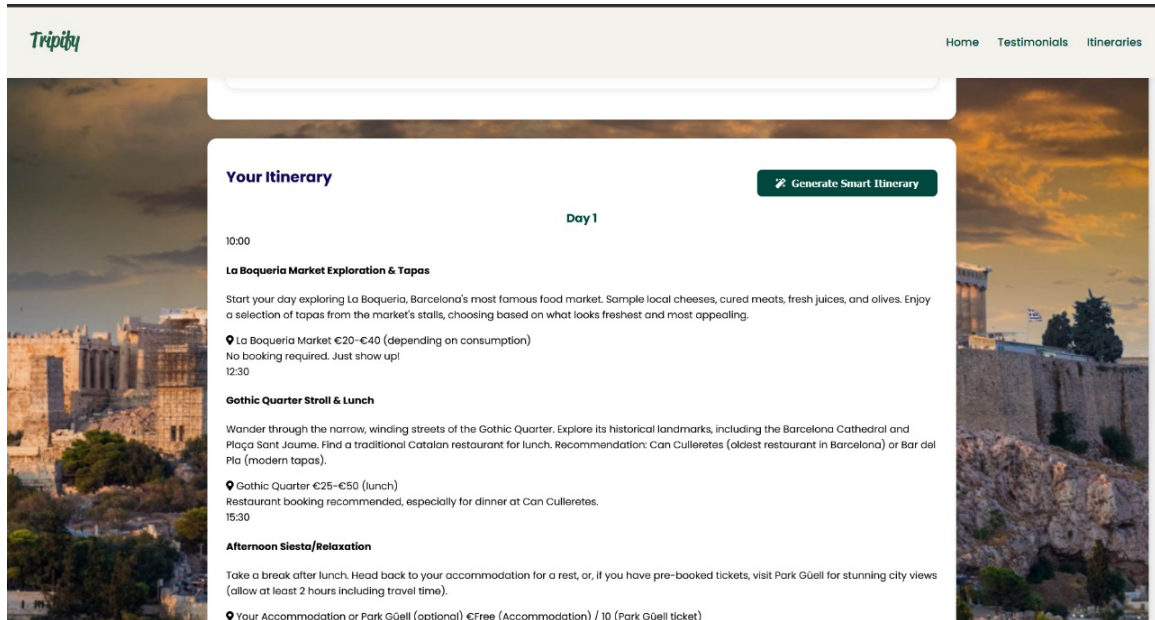 Tripify
Home Testimonials Itineraries
Your Itinerary
Generate Smart Itinerary
Day 1
10:00
La Boqueria Market Exploration & Tapas
Start your day exploring La Boqueria, Barcelona's most famous food market. Sample local cheeses, cured meats, fresh juices, and olives. Enjoy
a selection of tapas from the market's stalls, choosing based on what looks freshest and most appealing.
La Boqueria Market €20-€40 (depending on consumption)
No booking required. Just show up!
12:30
Gothic Quarter Stroll & Lunch
Wander through the narrow, winding streets of the Gothic Quarter. Explore its historical landmarks, including the Barcelona Cathedral and
Plaça Sant Jaume. Find a traditional Catalan restaurant for lunch. Recommendation: Can Culleretes (oldest restaurant in Barcelona) or Bar del
Pla (modern tapas).
Gothic Quarter €25-€50 (lunch)
Restaurant booking recommended, especially for dinner at Can Culleretes.
15:30
Afternoon Siesta/Relaxation
Take a break after lunch. Head back to your accommodation for a rest, or, if you have pre-booked tickets, visit Park Güell for stunning city views
(allow at least 2 hours including travel time).
Your Accommodation or Park Güell (optional) €Free (Accommodation) / 10 (Park Güell ticket)